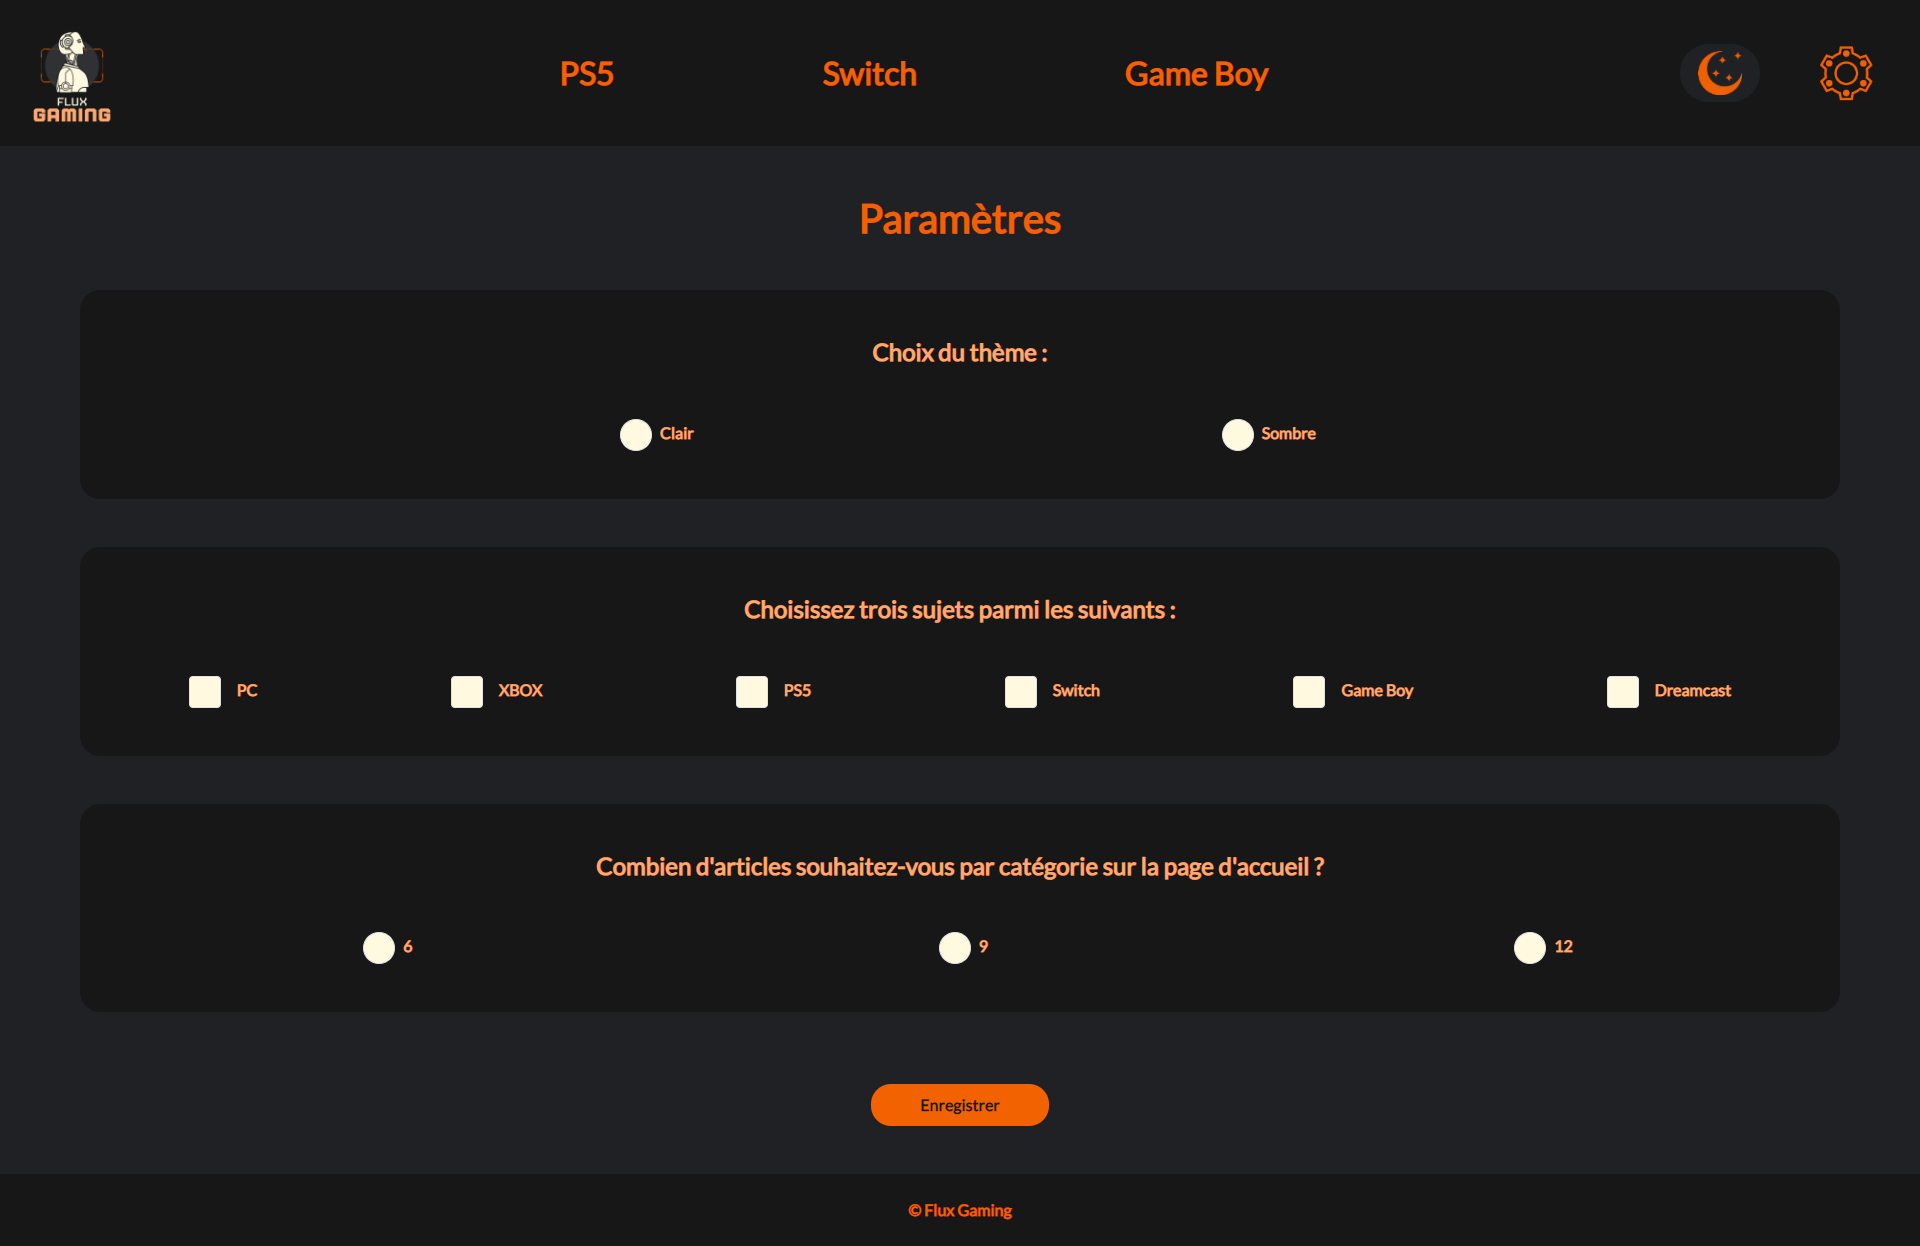 FLUX
GAMING
PS5
Switch
Game Boy
Paramètres
Choix du thème :
Clair
Sombre
Choisissez trois sujets parmi les suivants :
PC
XBOX
PS5
Switch
Game Boy
Dreamcast
Combien d'articles souhaitez-vous par catégorie sur la page d'accueil ?
6
9
12
Enregistrer
© Flux Gaming